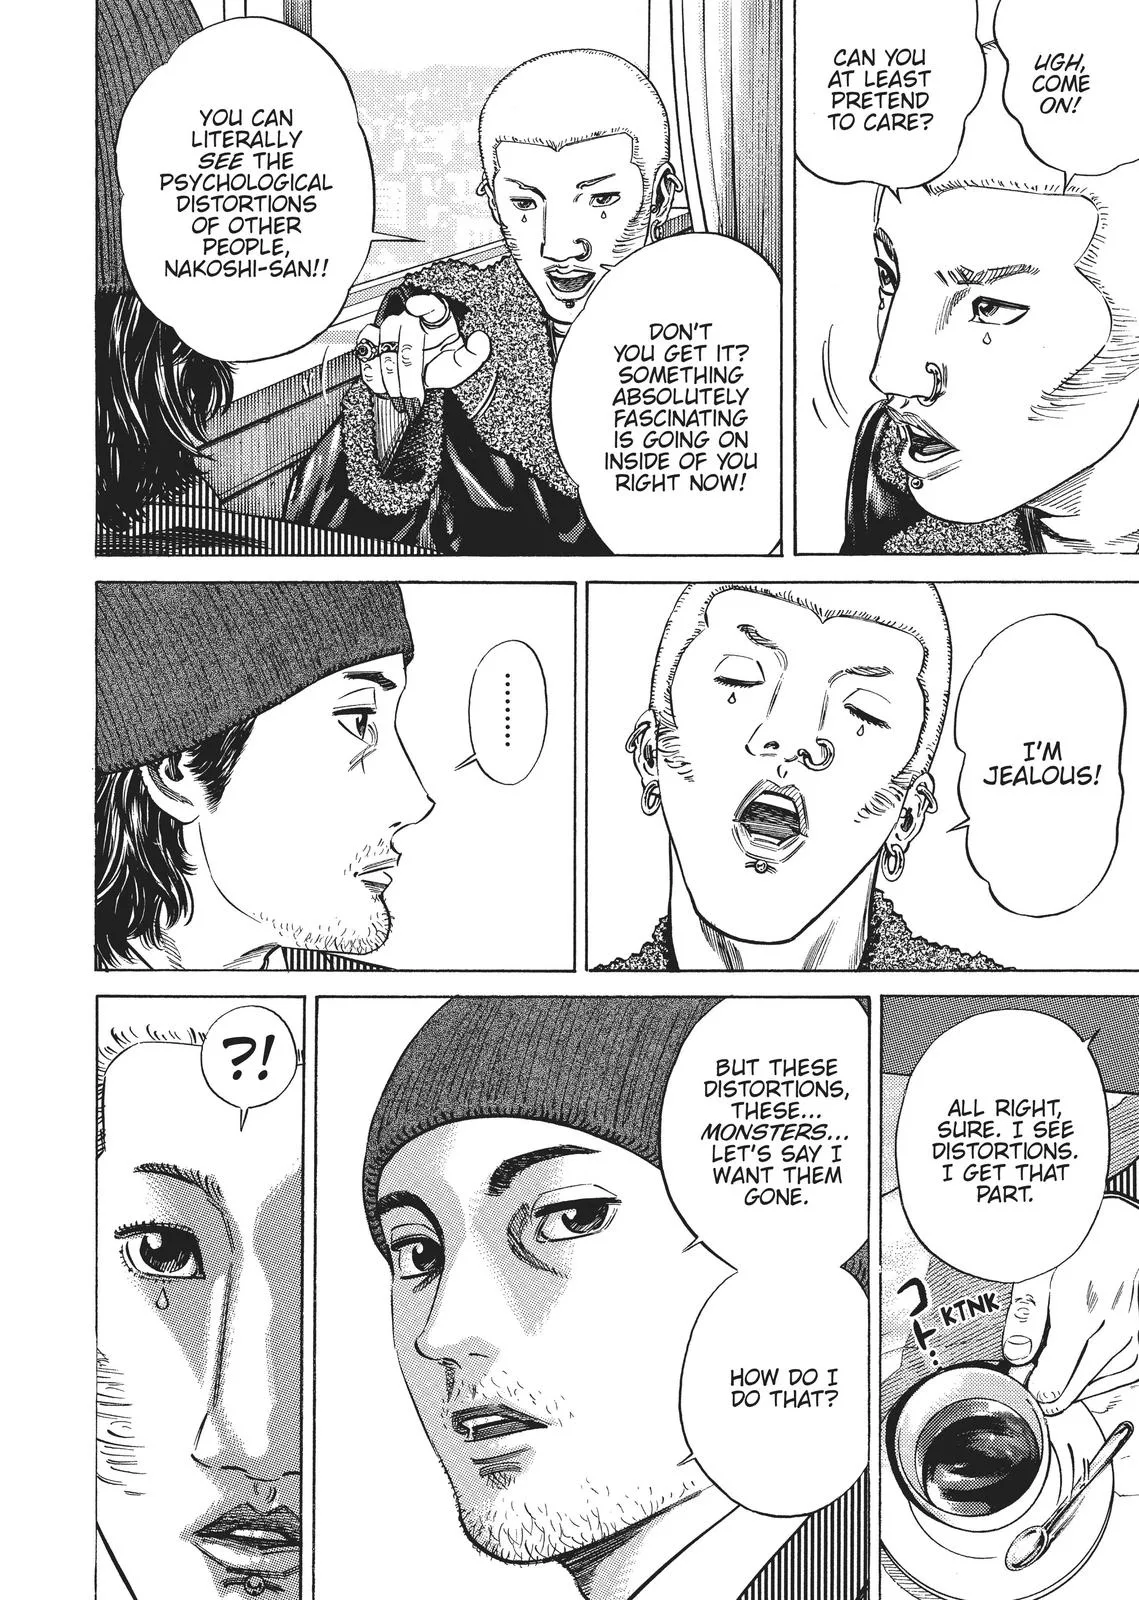 UGH,
COME
ON!
CAN YOU
AT LEAST
PRETEND
TO CARE?
YOU CAN
LITERALLY
SEE THE
PSYCHOLOGICAL
DISTORTIONS
OF OTHER
PEOPLE,
NAKOSHI-SAN!!
DON'T
YOU GET IT?
SOMETHING
ABSOLUTELY
FASCINATING
IS GOING ON
INSIDE OF YOU
RIGHT NOW!
I'M
JEALOUS!
.........
ALL RIGHT,
SURE. I SEE
DISTORTIONS.
I GET THAT
PART.
コト…
KTNK
BUT THESE
DISTORTIONS,
THESE...
MONSTERS...
LET'S SAY I
WANT THEM
GONE.
HOW DO I
DO THAT?
?!